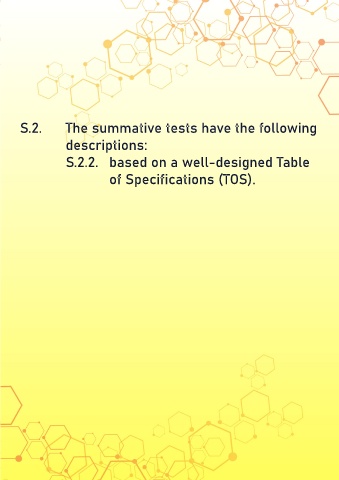 S.2. The summative tests have the following
descriptions:
S.2.2. based on a well-designed Table
of Specifications (TOS).